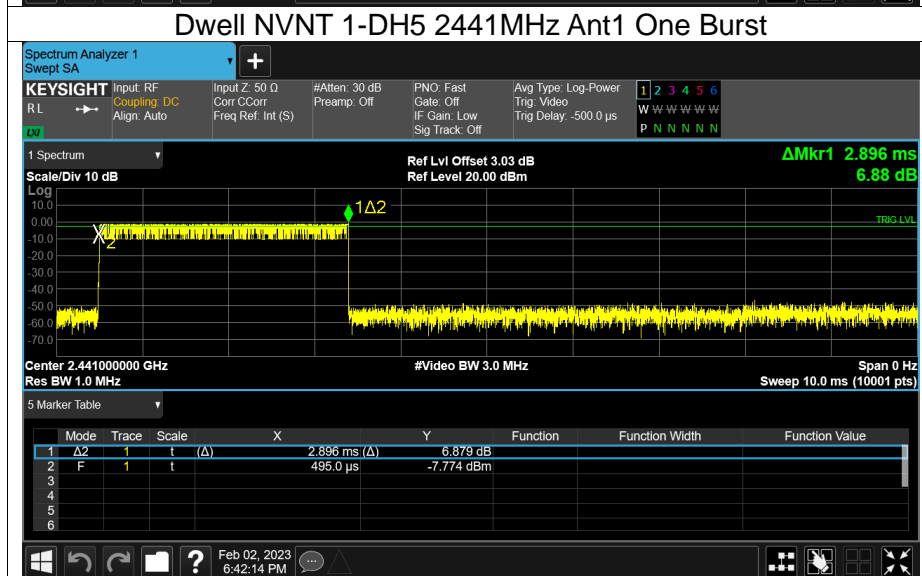 Dwell NVNT 1-DH5 2441MHz Ant1 One Burst
Spectrum Analyzer 1
Swept SA
+
KEYSIGHT Input: RF Input Z: 50 Ω #Atten: 30 dB PNO: Fast Avg Type: Log-Power 1 2 3 4 5 6
R L Coupling: DC Corr CCorr Preamp: Off Gate: Off Trig: Video W W W W W W
Align: Auto Freq Ref: Int (S) IF Gain: Low Trig Delay: -500.0 µs
LXI Sig Track: Off P N N N N N
1 Spectrum Ref Lvl Offset 3.03 dB ΔMkr1 2.896 ms
Scale/Div 10 dB Ref Level 20.00 dBm 6.88 dB
Log
10.0 1Δ2
0.00 TRIG LVL
-10.0 2
-20.0
-30.0
-40.0
-50.0
-60.0
-70.0
Center 2.441000000 GHz #Video BW 3.0 MHz Span 0 Hz
Res BW 1.0 MHz Sweep 10.0 ms (10001 pts)
5 Marker Table
Mode Trace Scale X Y Function Function Width Function Value
1 Δ2 1 t (Δ) 2.896 ms (Δ) 6.879 dB
2 F 1 t 495.0 µs -7.774 dBm
3
4
5
6
? Feb 02, 2023
6:42:14 PM